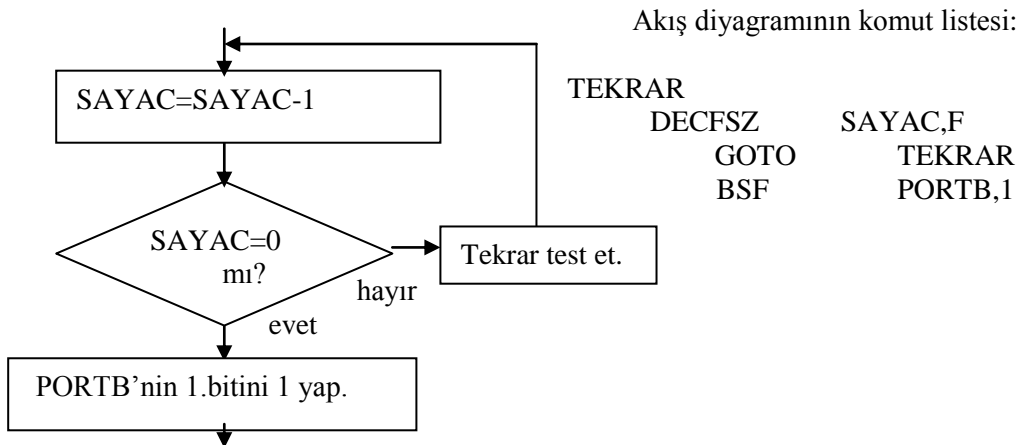 Akış diyagramının komut listesi:
SAYAC=SAYAC-1
SAYAC=0
mı?
hayır
evet
Tekrar test et.
PORTB’nin 1.bitini 1 yap.
TEKRAR
DECFSZ SAYAC,F
GOTO TEKRAR
BSF PORTB,1